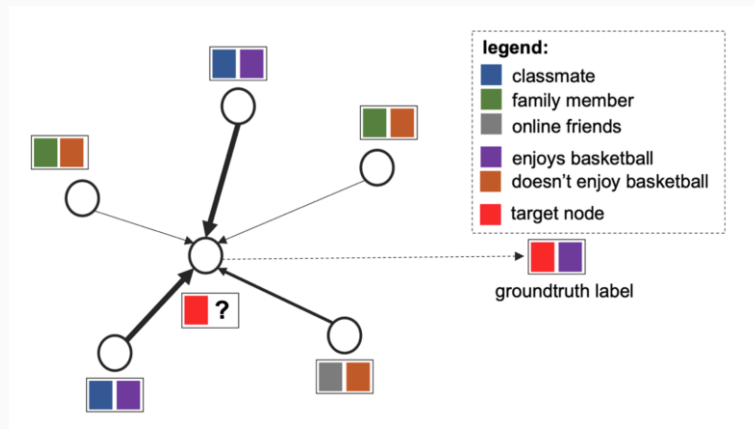 legend:
classmate
family member
online friends
enjoys basketball
doesn't enjoy basketball
target node
groundtruth label
?